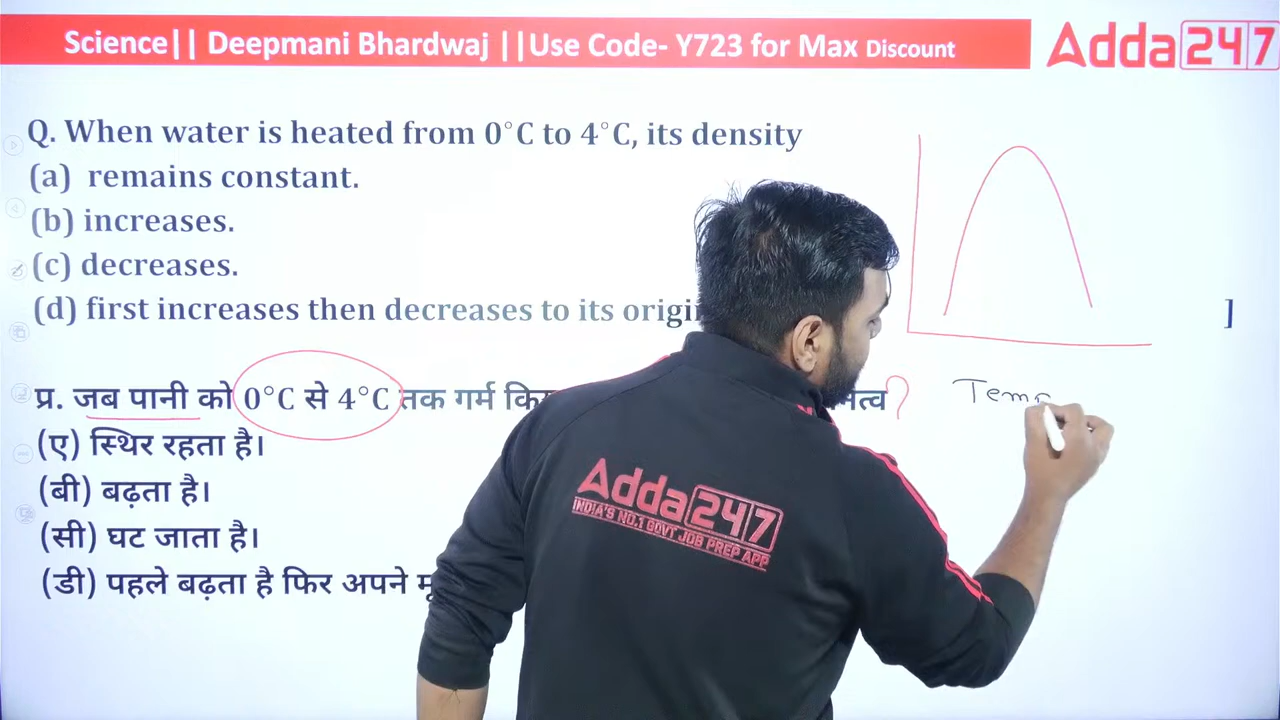 Science|| Deepmani Bhardwaj ||Use Code- Y723 for Max Discount
Adda247
Q. When water is heated from 0°C to 4°C, its density
(a) remains constant.
(b) increases.
(c) decreases.
(d) first increases then decreases to its
]
प्र. जब पानी को 0°C से 4°C तक गर्म ?
Temp
(ए) स्थिर रहता है।
(बी) बढ़ता है।
(सी) घट जाता है।
(डी) पहले बढ़ता है फिर अपने
Adda247
INDIA'S NO.1 GOVT JOB PREP APP